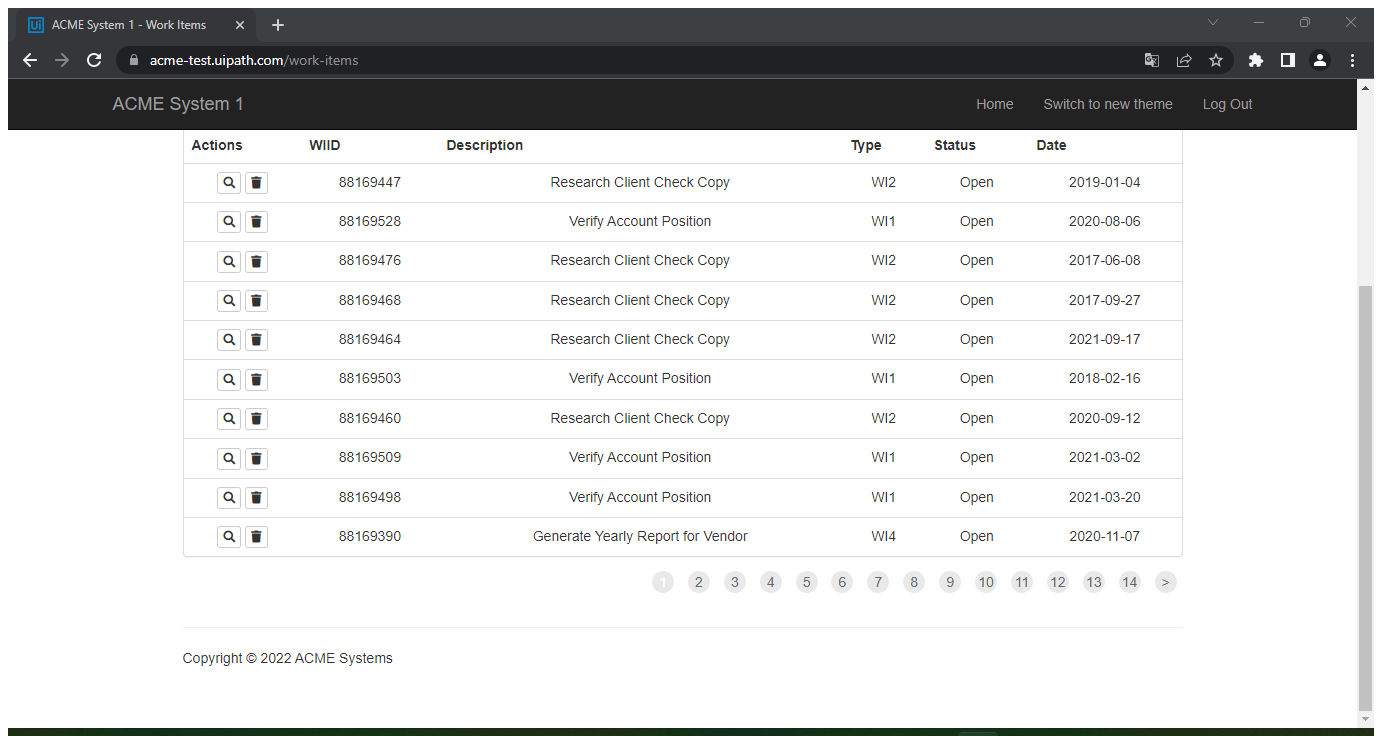 ACME System 1 - Work Items
acme-test.uipath.com/work-items
ACME System 1 Home Switch to new theme Log Out
Actions WIID Description Type Status Date
88169447 Research Client Check Copy WI2 Open 2019-01-04
88169528 Verify Account Position WI1 Open 2020-08-06
88169476 Research Client Check Copy WI2 Open 2017-06-08
88169468 Research Client Check Copy WI2 Open 2017-09-27
88169464 Research Client Check Copy WI2 Open 2021-09-17
88169503 Verify Account Position WI1 Open 2018-02-16
88169460 Research Client Check Copy WI2 Open 2020-09-12
88169509 Verify Account Position WI1 Open 2021-03-02
88169498 Verify Account Position WI1 Open 2021-03-20
88169390 Generate Yearly Report for Vendor WI4 Open 2020-11-07
1 2 3 4 5 6 7 8 9 10 11 12 13 14 >
Copyright © 2022 ACME Systems